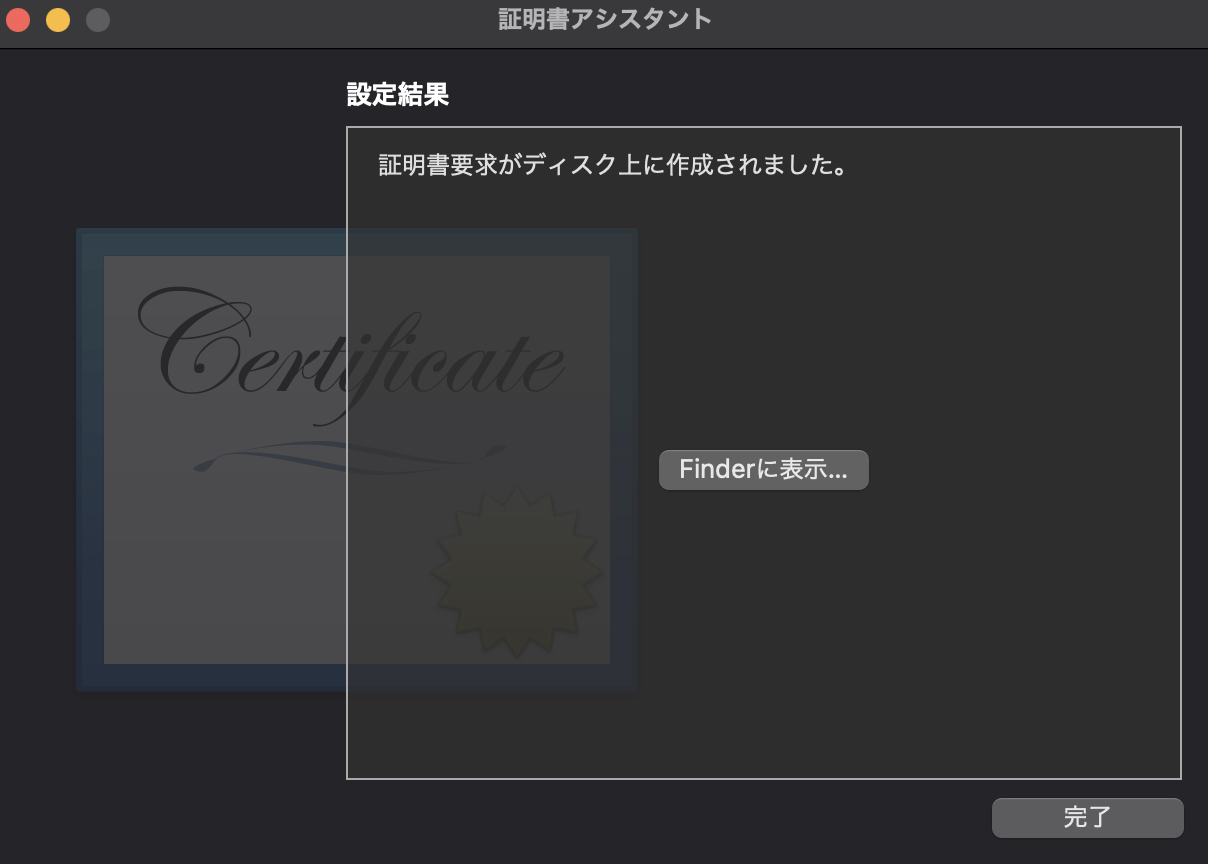 証明書アシスタント
設定結果
証明書要求がディスク上に作成されました。
Certificate
Finderに表示...
完了